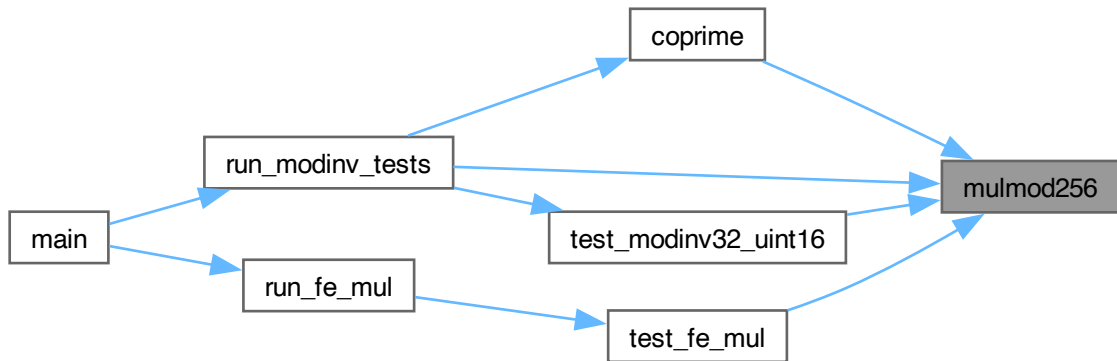 coprime
run_modinv_tests
mulmod256
main
test_modinv32_uint16
run_fe_mul
test_fe_mul